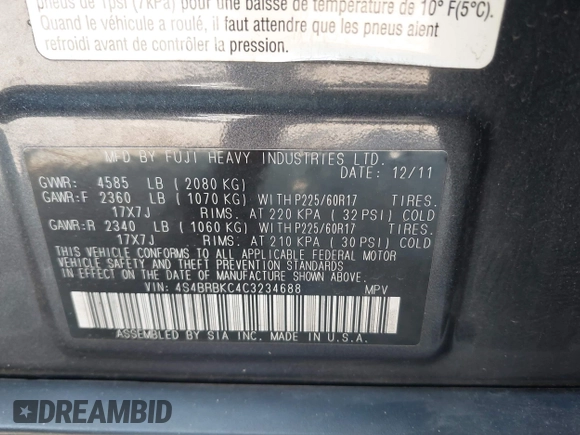 pneus de 1psi (7kPa) pour une baisse de température de 10° F(5°C).
Quand le véhicule a roulé, il faut attendre que les pneus aient
refroidi avant de contrôler la pression.
MFD BY FUJI HEAVY INDUSTRIES LTD.
DATE: 12/11
GVWR: 4585 LB ( 2080 KG)
GAWR:F 2360 LB ( 1070 KG) WITH P225/60R17 TIRES.
17X7J RIMS. AT 220 KPA ( 32 PSI) COLD
GAWR:R 2340 LB ( 1060 KG) WITH P225/60R17 TIRES.
17X7J RIMS. AT 210 KPA ( 30 PSI) COLD
THIS VEHICLE CONFORMS TO ALL APPLICABLE FEDERAL MOTOR
VEHICLE SAFETY AND THEFT PREVENTION STANDARDS
IN EFFECT ON THE DATE OF MANUFACTURE SHOWN ABOVE.
VIN: 4S4BRBKC4C3234688 MPV
ASSEMBLED BY SIA INC. MADE IN U.S.A.
DREAMBID